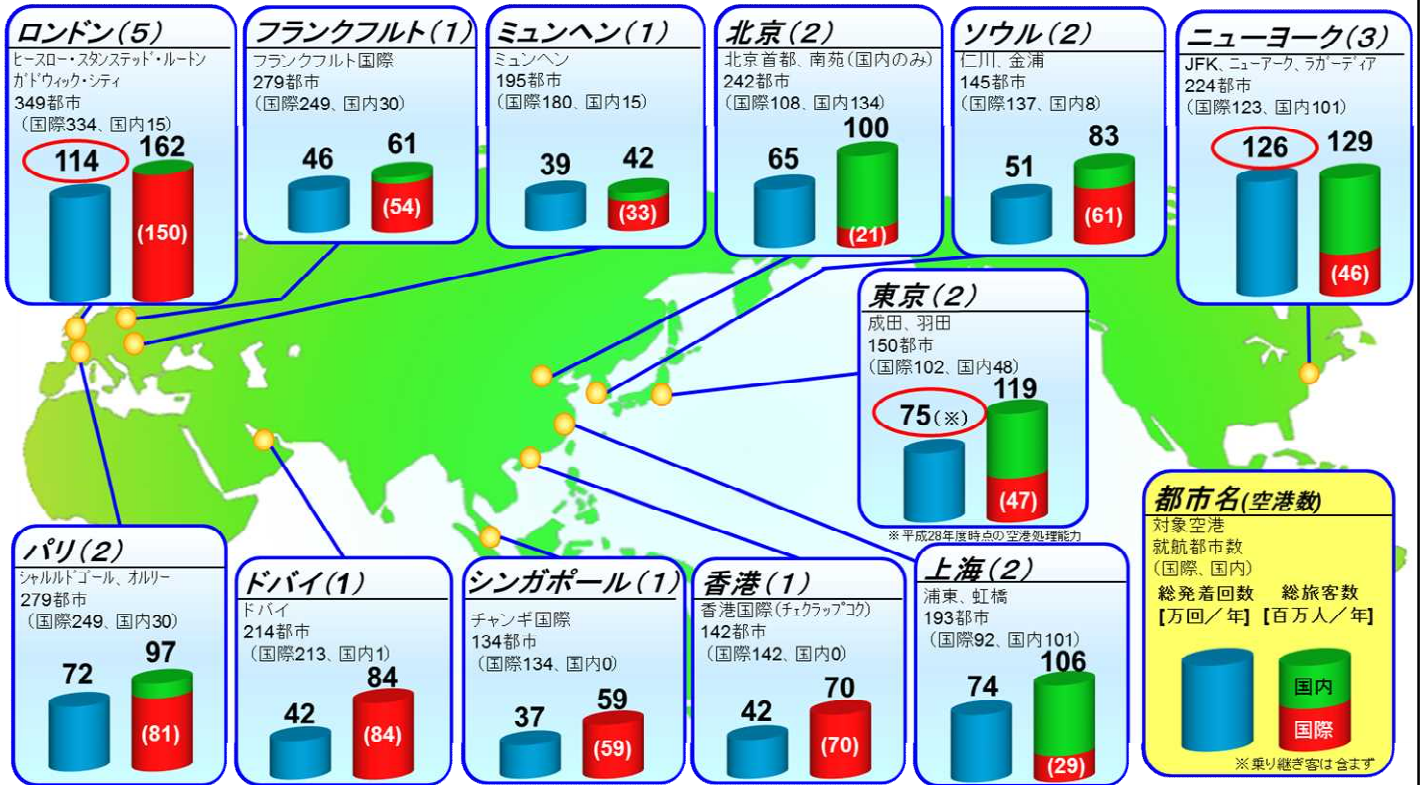 ロンドン(5)
ヒースロー・スタンステッド・ルートン
ガトウィック・シティ
349都市
(国際334、国内15)
114
162
(150)
フランクフルト(1)
フランクフルト国際
279都市
(国際249、国内30)
46
61
(54)
ミュンヘン(1)
ミュンヘン
195都市
(国際180、国内15)
39
42
(33)
北京(2)
北京首都、南苑(国内のみ)
242都市
(国際108、国内134)
65
100
(21)
ソウル(2)
仁川、金浦
145都市
(国際137、国内8)
51
83
(61)
ニューヨーク(3)
JFK、ニューアーク、ラガーディア
224都市
(国際123、国内101)
126
129
(46)
東京(2)
成田、羽田
150都市
(国際102、国内48)
75(※)
119
(47)
※平成28年度時点の空港処理能力
パリ(2)
シャルルドゴール、オルリー
279都市
(国際249、国内30)
72
97
(81)
ドバイ(1)
ドバイ
214都市
(国際213、国内1)
42
84
(84)
シンガポール(1)
チャンギ国際
134都市
(国際134、国内0)
37
59
(59)
香港(1)
香港国際(チェクラップコク)
142都市
(国際142、国内0)
42
70
(70)
上海(2)
浦東、虹橋
193都市
(国際92、国内101)
74
106
(29)
都市名(空港数)
対象空港
就航都市数
(国際、国内)
総発着回数 総旅客数
[万回/年] [百万人/年]
国内
国際
※乗り継ぎ客は含まず